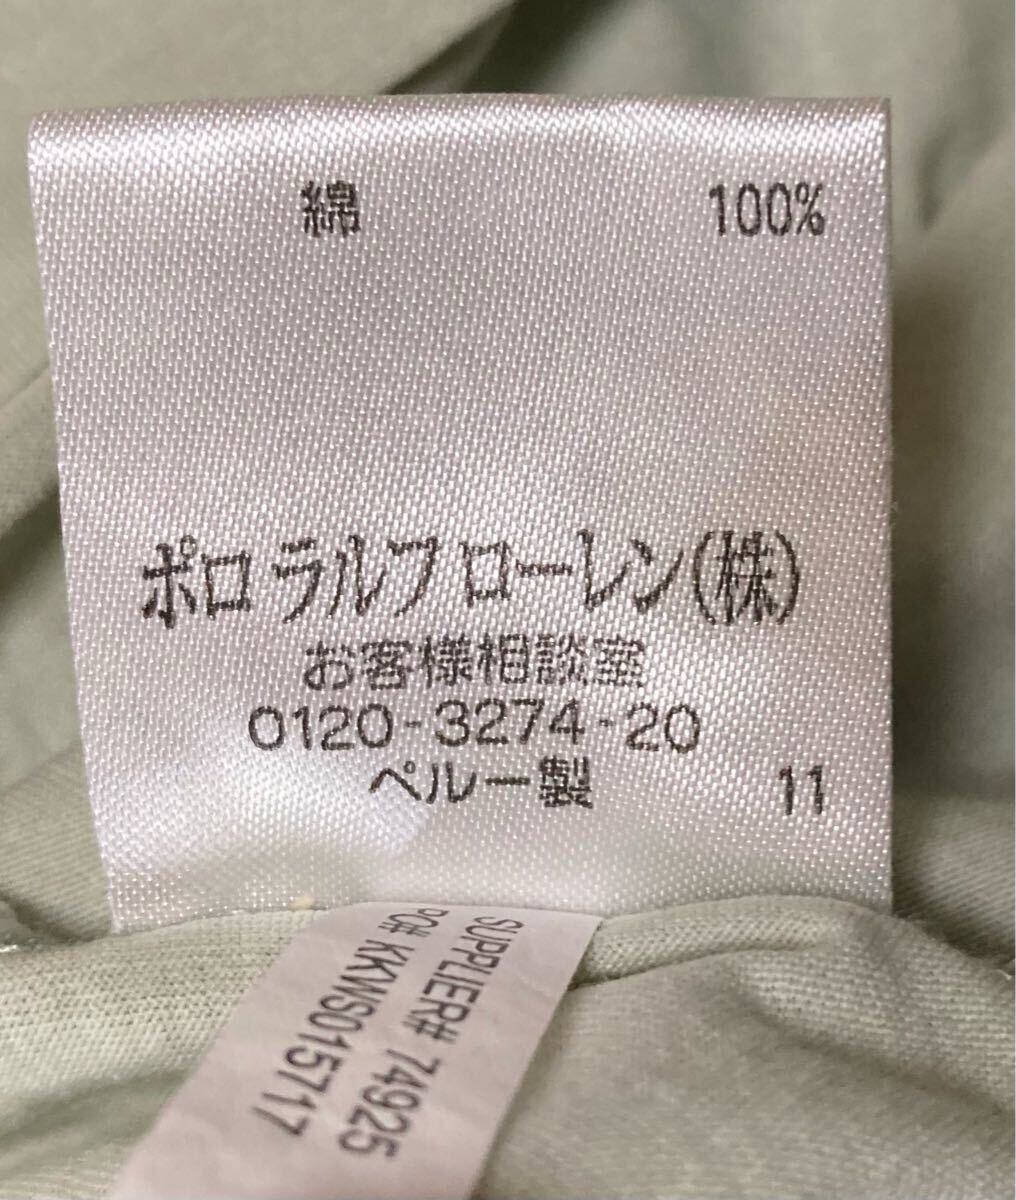 綿 100%
ポロ ラルフ ローレン(株)
お客様相談室
0120-3274-20
ペルー製 11
SUPPLIER# 74925
PO# KKWS015717